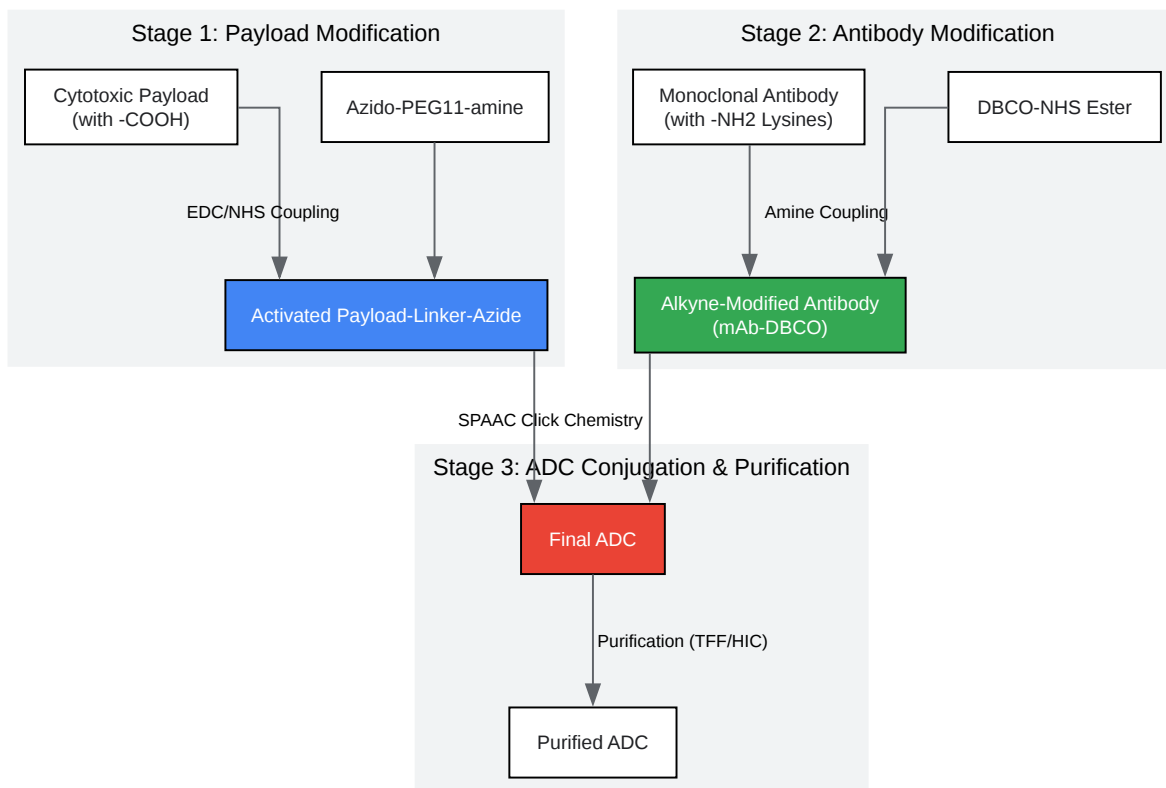 Stage 1: Payload Modification
Cytotoxic Payload
(with -COOH)
Azido-PEG11-amine
EDC/NHS Coupling
Activated Payload-Linker-Azide
Stage 2: Antibody Modification
Monoclonal Antibody
(with -NH2 Lysines)
DBCO-NHS Ester
Amine Coupling
Alkyne-Modified Antibody
(mAb-DBCO)
SPAAC Click Chemistry
Stage 3: ADC Conjugation & Purification
Final ADC
Purification (TFF/HIC)
Purified ADC